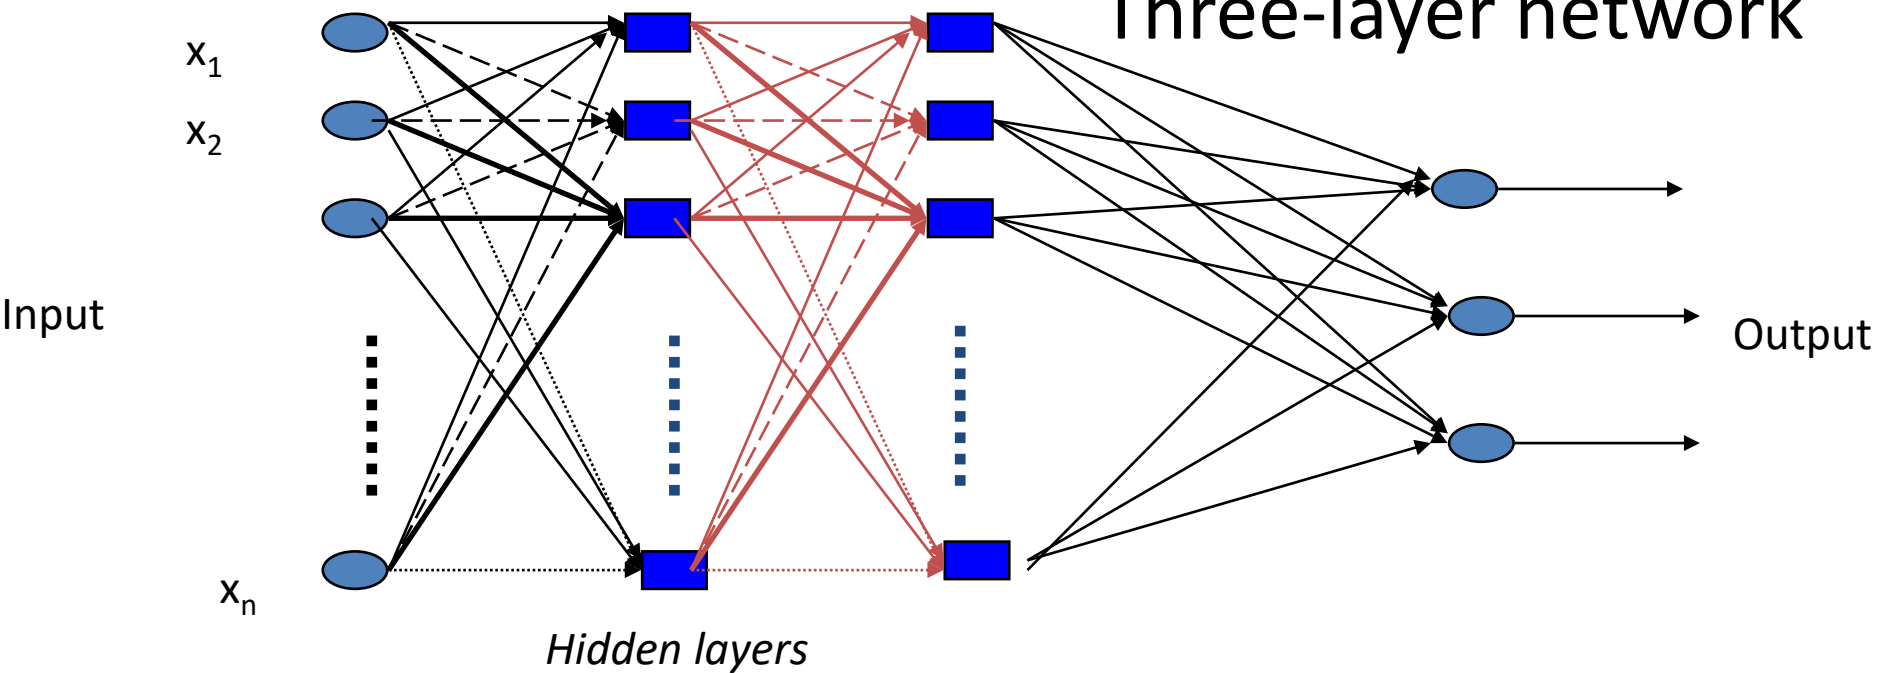 Three-layer network
x1
x2
Input
Output
xn
Hidden layers